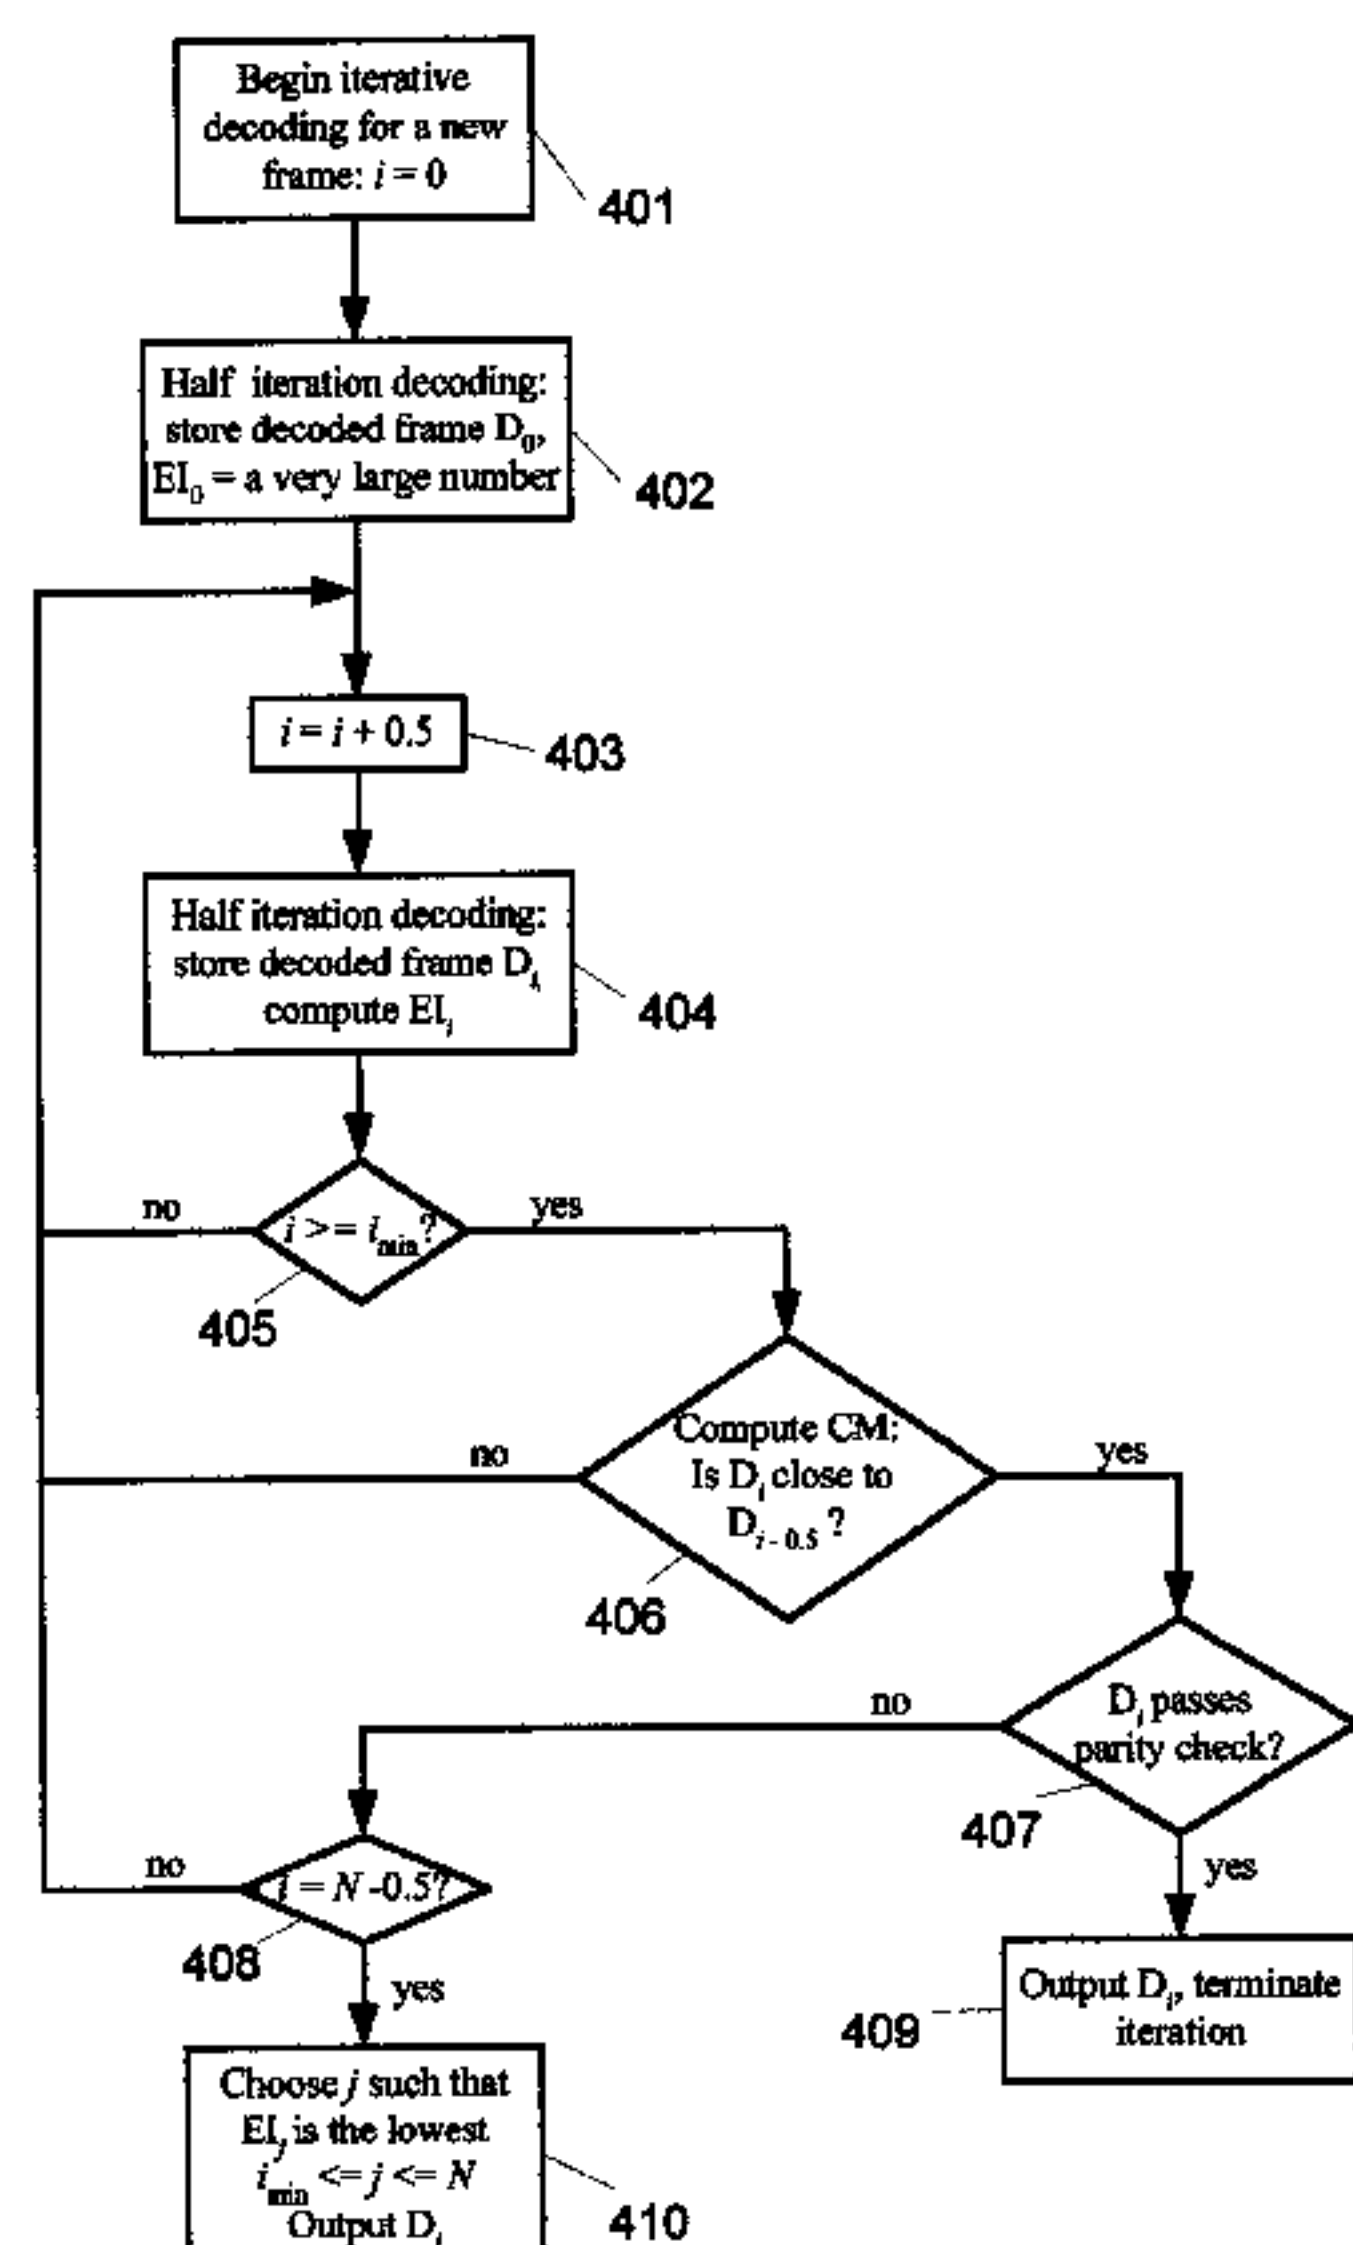 Begin iterative
decoding for a new
frame: i = 0
401
Half iteration decoding:
store decoded frame D₀,
EI₀ = a very large number
402
i = i + 0.5
403
Half iteration decoding:
store decoded frame Dᵢ,
compute EIᵢ
404
no
i >= i_min?
yes
405
no
Compute CM:
Is Dᵢ close to
D_i - 0.5 ?
yes
406
no
Dᵢ passes
parity check?
407
yes
no
i = N -0.5?
408
yes
Output Dᵢ, terminate
iteration
409
Choose j such that
EIⱼ is the lowest
i_min <= j <= N
Output Dⱼ
410